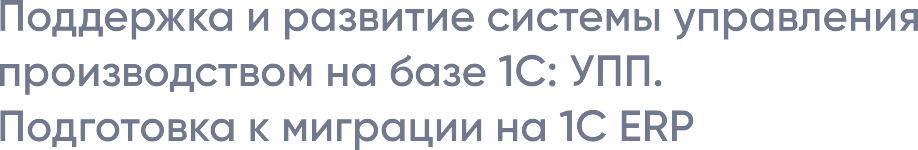 Поддержка и развитие системы управления
производством на базе 1С: УПП.
Подготовка к миграции на 1С ERP